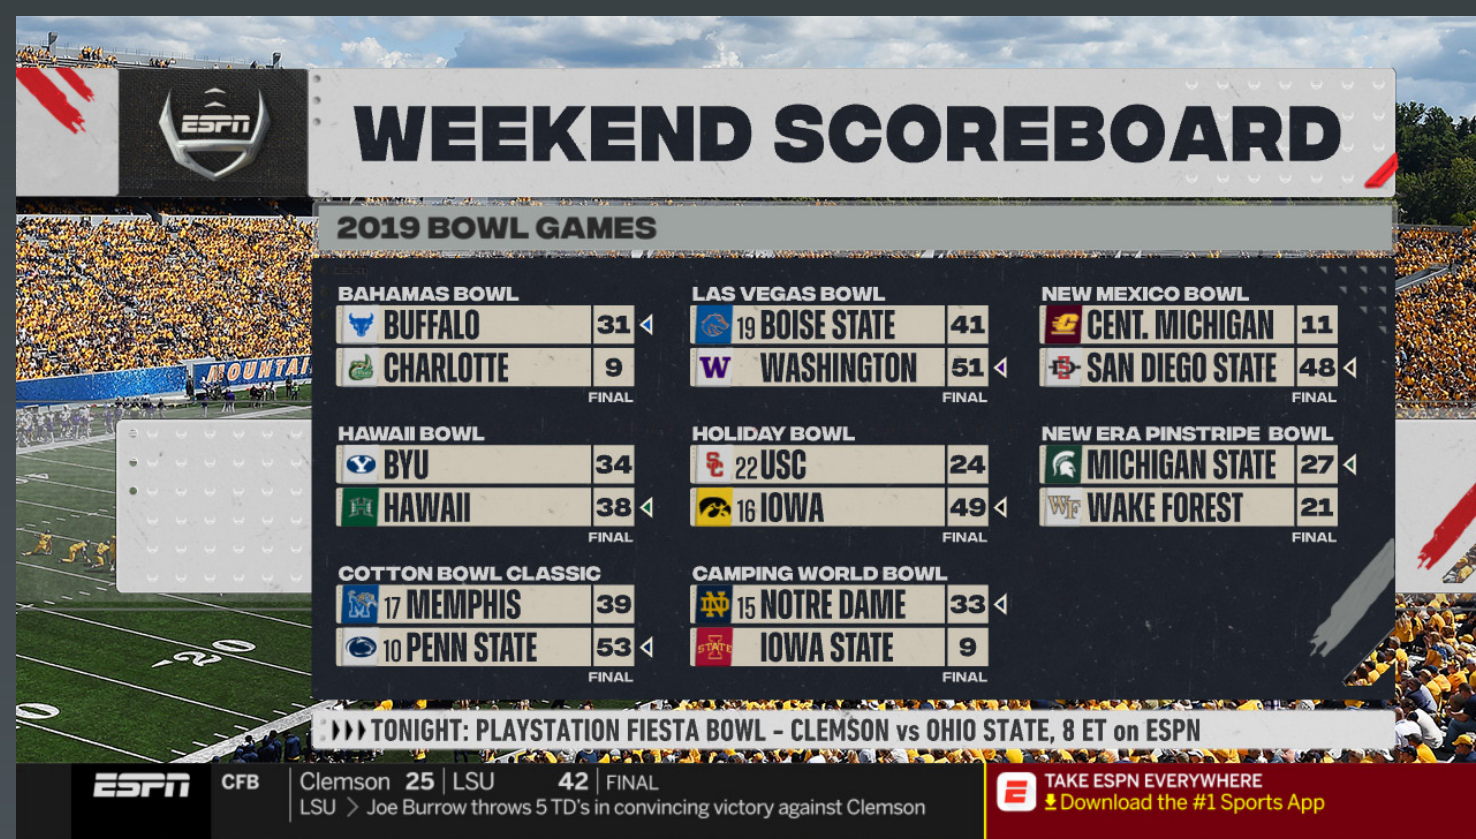 ESPN
WEEKEND SCOREBOARD
2019 BOWL GAMES
BAHAMAS BOWL
BUFFALO 31
CHARLOTTE 9
FINAL
LAS VEGAS BOWL
19 BOISE STATE 41
W WASHINGTON 51
FINAL
NEW MEXICO BOWL
C CENT. MICHIGAN 11
SD SAN DIEGO STATE 48
FINAL
HAWAII BOWL
Y BYU 34
H HAWAII 38
FINAL
HOLIDAY BOWL
SC 22 USC 24
16 IOWA 49
FINAL
NEW ERA PINSTRIPE BOWL
MICHIGAN STATE 27
WF WAKE FOREST 21
FINAL
COTTON BOWL CLASSIC
M 17 MEMPHIS 39
10 PENN STATE 53
FINAL
CAMPING WORLD BOWL
ND 15 NOTRE DAME 33
I STATE IOWA STATE 9
FINAL
MOUNTAI
20
TONIGHT: PLAYSTATION FIESTA BOWL - CLEMSON vs OHIO STATE, 8 ET on ESPN
ESPN CFB Clemson 25 LSU 42 FINAL
LSU > Joe Burrow throws 5 TD's in convincing victory against Clemson
E TAKE ESPN EVERYWHERE
Download the #1 Sports App